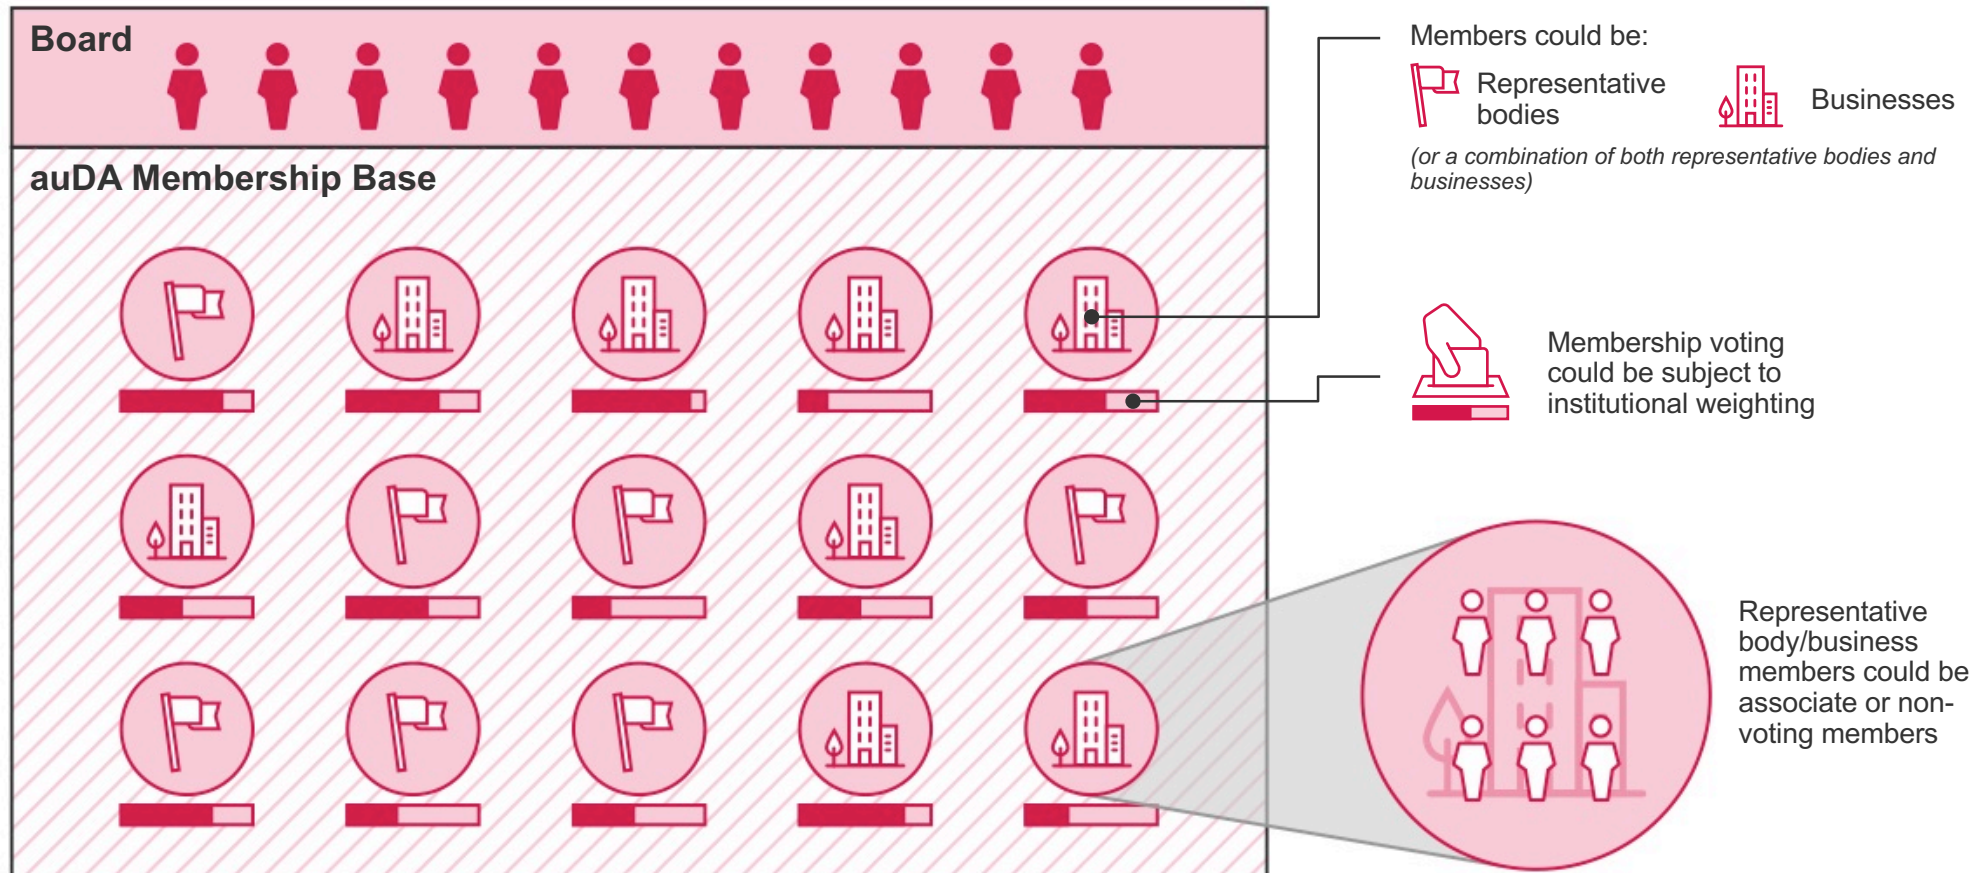 Board
auDA Membership Base
Members could be:
Representative
bodies
Businesses
(or a combination of both representative bodies and
businesses)
Membership voting
could be subject to
institutional weighting
Representative
body/business
members could be
associate or non-
voting members